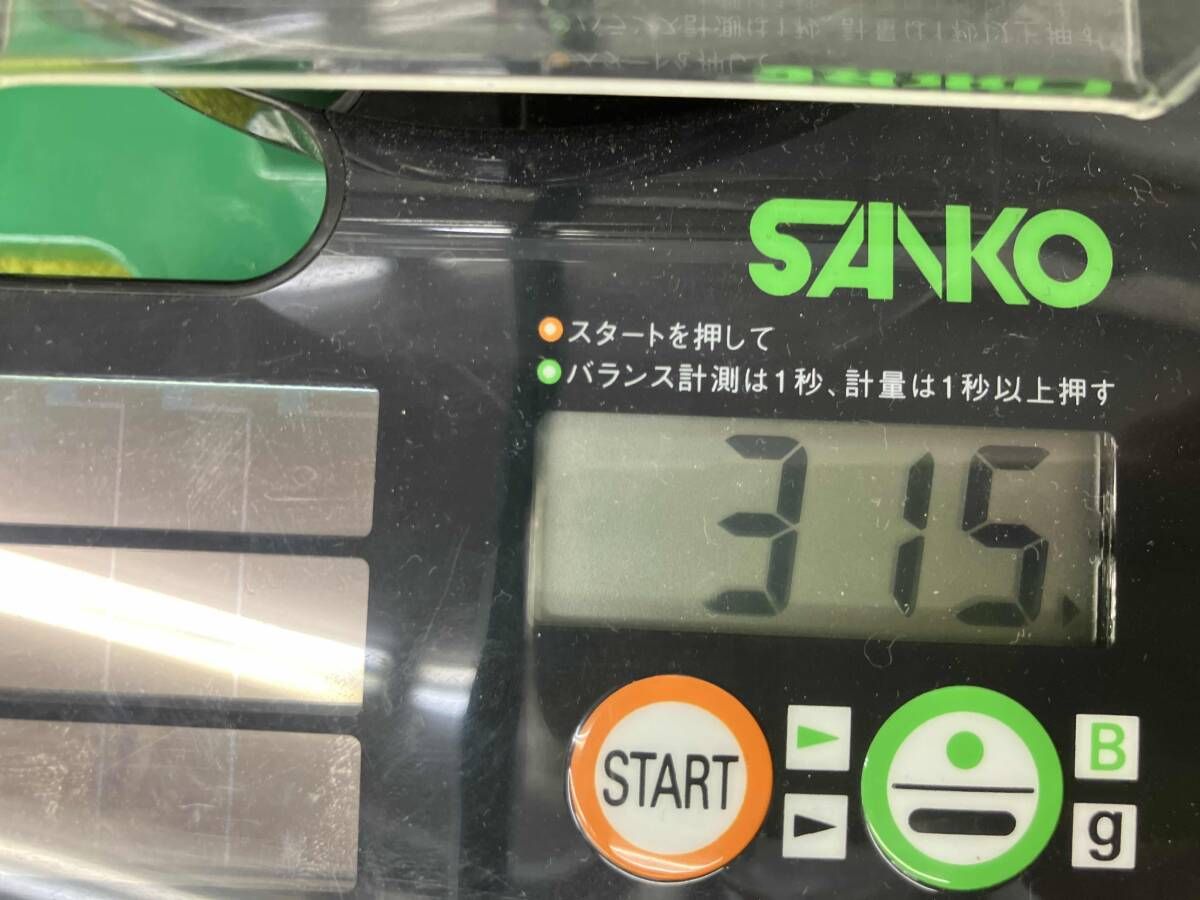 SANKO
スタートを押して
バランス計測は1秒、計量は1秒以上押す
315.
START
B
g